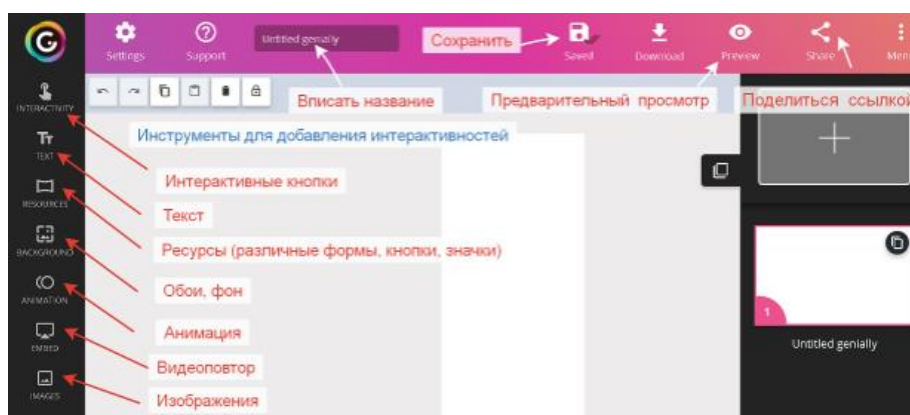 Settings
Support
Untitled genially
Сохранить
Saved
Download
Preview
Share
Menu
INTERACTIVITY
Вписать название
Предварительный просмотр
Поделиться ссылкой
Инструменты для добавления интерактивностей
TEXT
Интерактивные кнопки
RESOURCES
Текст
Ресурсы (различные формы, кнопки, значки)
BACKGROUND
Обои, фон
ANIMATION
Анимация
1
EMBED
Видеоповтор
Untitled genially
IMAGES
Изображения